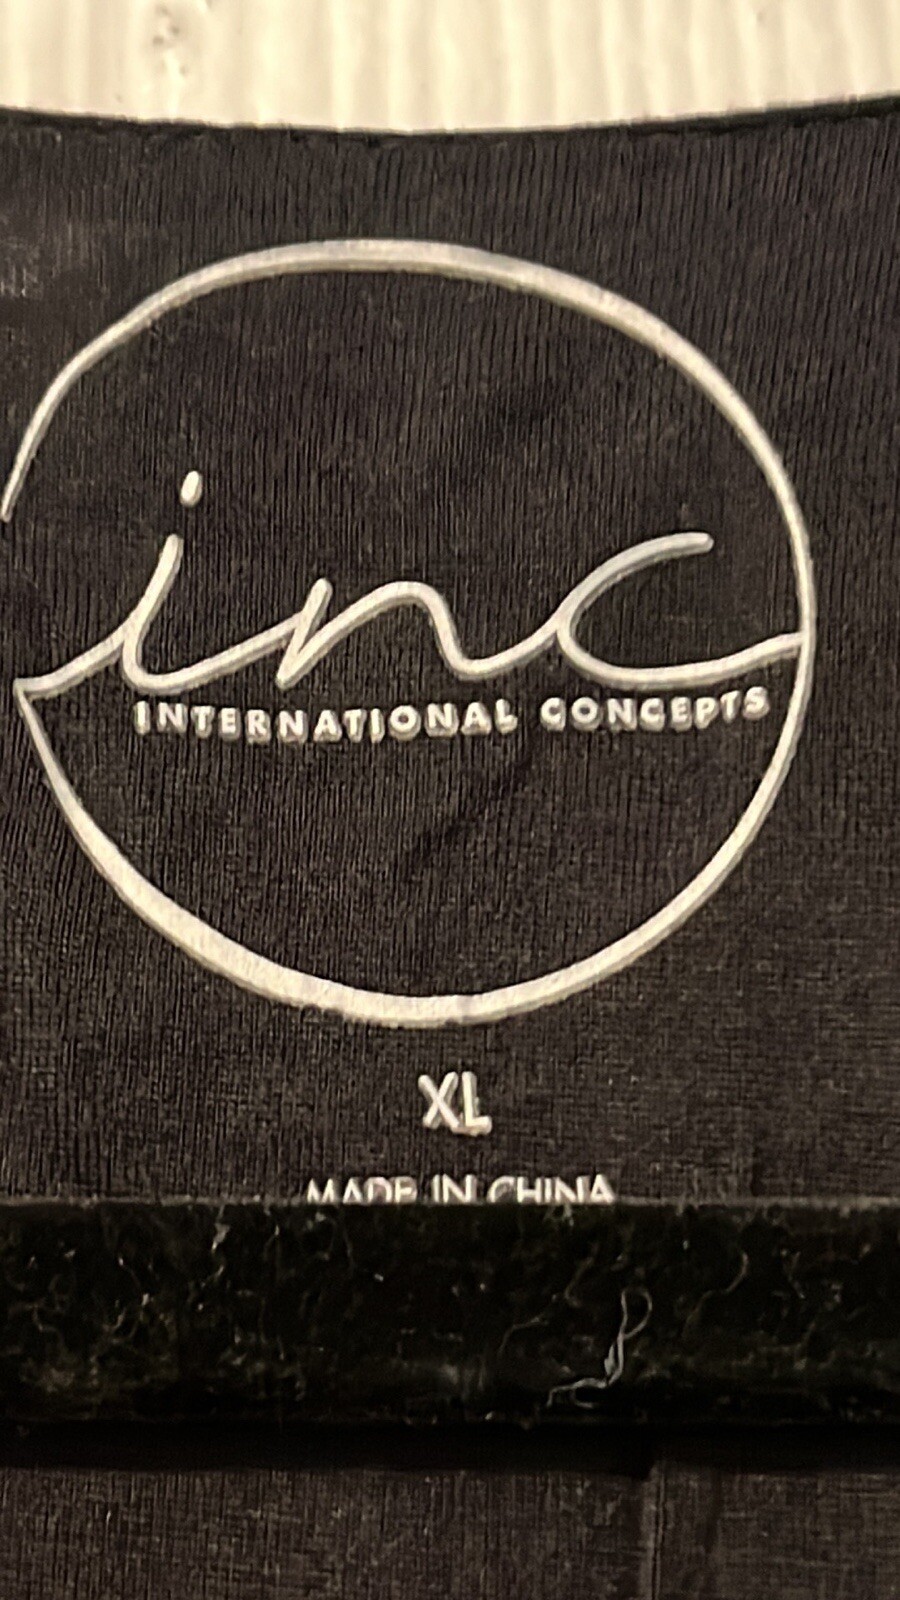 inc
INTERNATIONAL CONCEPTS
XL
MADE IN CHINA